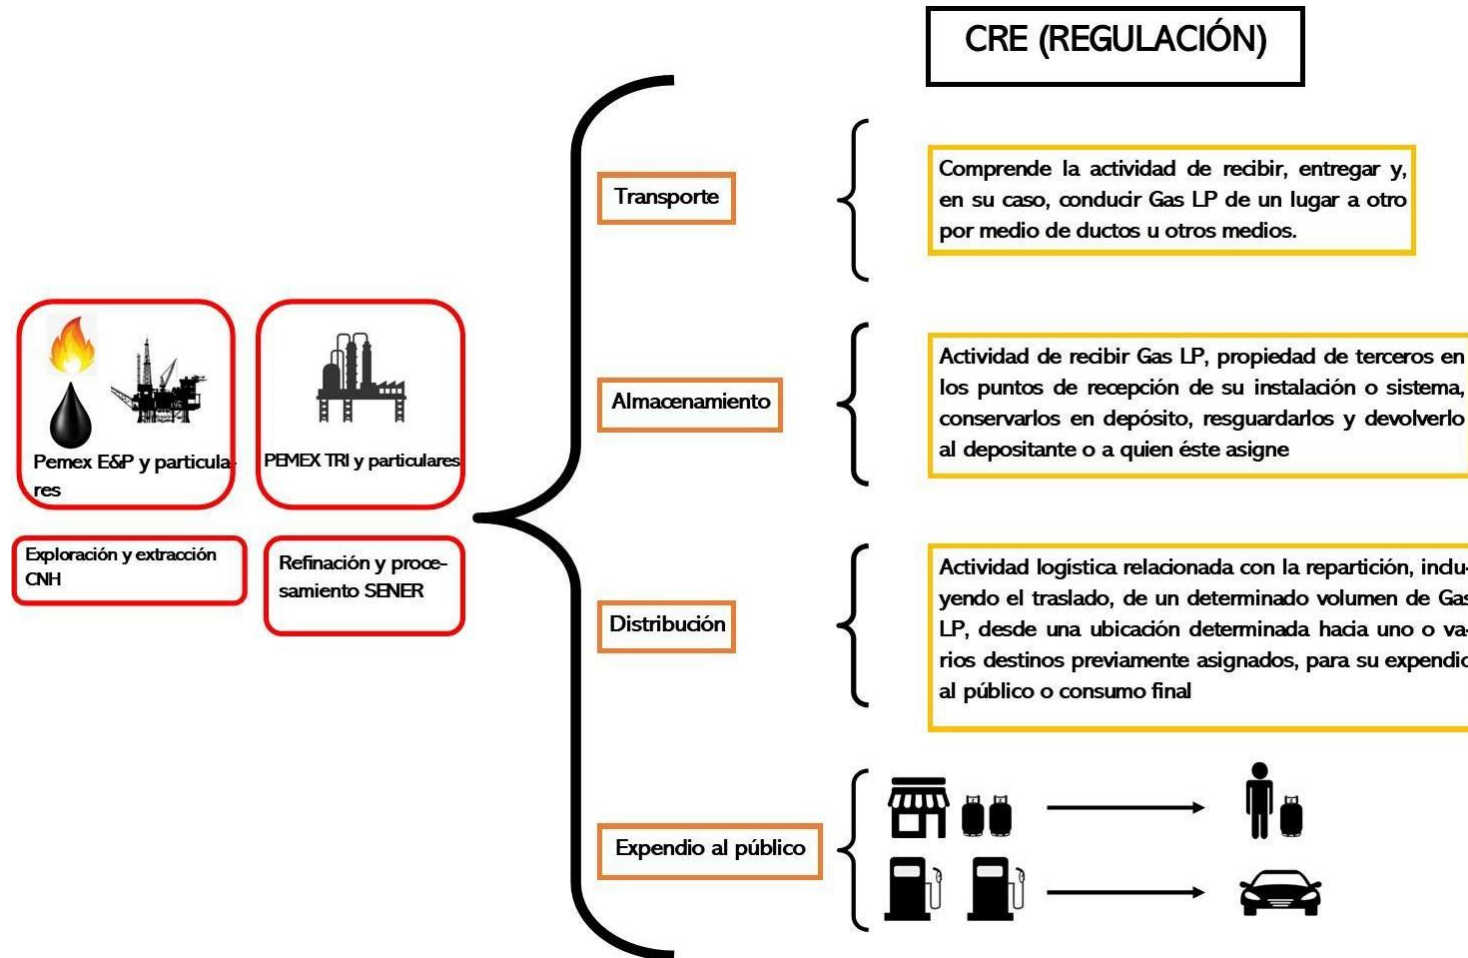 CRE (REGULACIÓN)
Transporte
Comprende la actividad de recibir, entregar y,
en su caso, conducir Gas LP de un lugar a otro
por medio de ductos u otros medios.
Pemex E&P y particula-
res
PEMEX TRI y particulares
Exploración y extracción
CNH
Refinación y proce-
samiento SENER
Almacenamiento
Actividad de recibir Gas LP, propiedad de terceros en
los puntos de recepción de su instalación o sistema,
conservarlos en depósito, resguardarlos y devolverlo
al depositante o a quien éste asigne
Distribución
Actividad logística relacionada con la repartición, inclu-
yendo el traslado, de un determinado volumen de Gas
LP, desde una ubicación determinada hacia uno o va-
rios destinos previamente asignados, para su expendio
al público o consumo final
Expendio al público